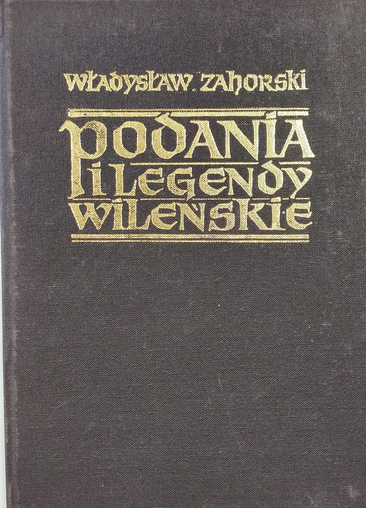 Władysław Zahorski
PODANIA
I LEGENDY
WILEŃSKIE